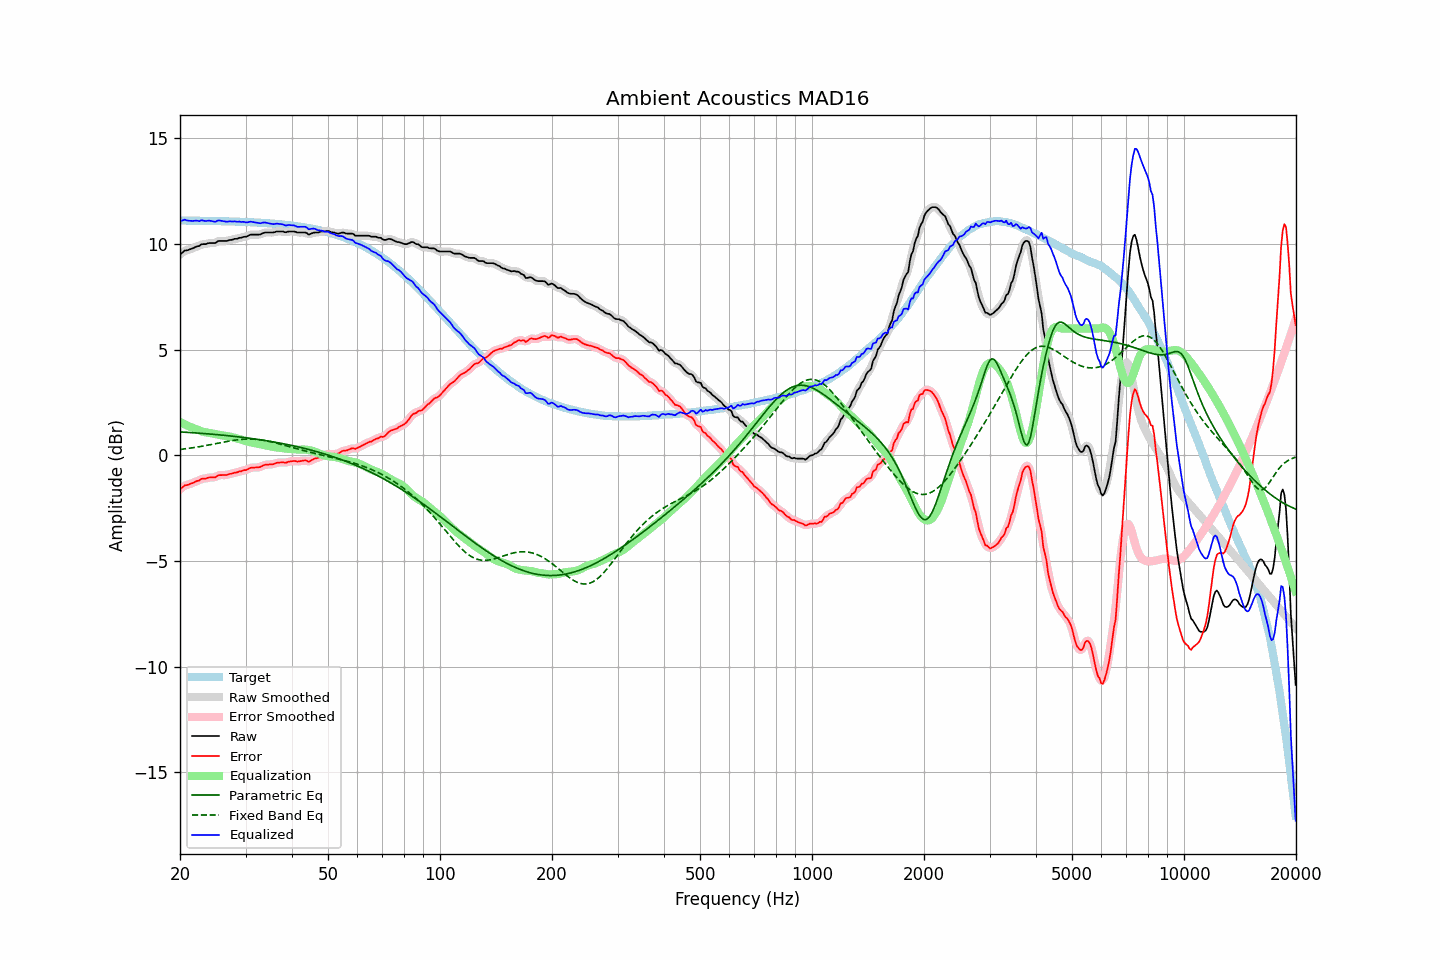 Ambient Acoustics MAD16
Amplitude (dBr)
15
10
5
0
−5
−10
−15
Target
Raw Smoothed
Error Smoothed
Raw
Error
Equalization
Parametric Eq
Fixed Band Eq
Equalized
20
50
100
200
500
1000
2000
5000
10000
20000
Frequency (Hz)